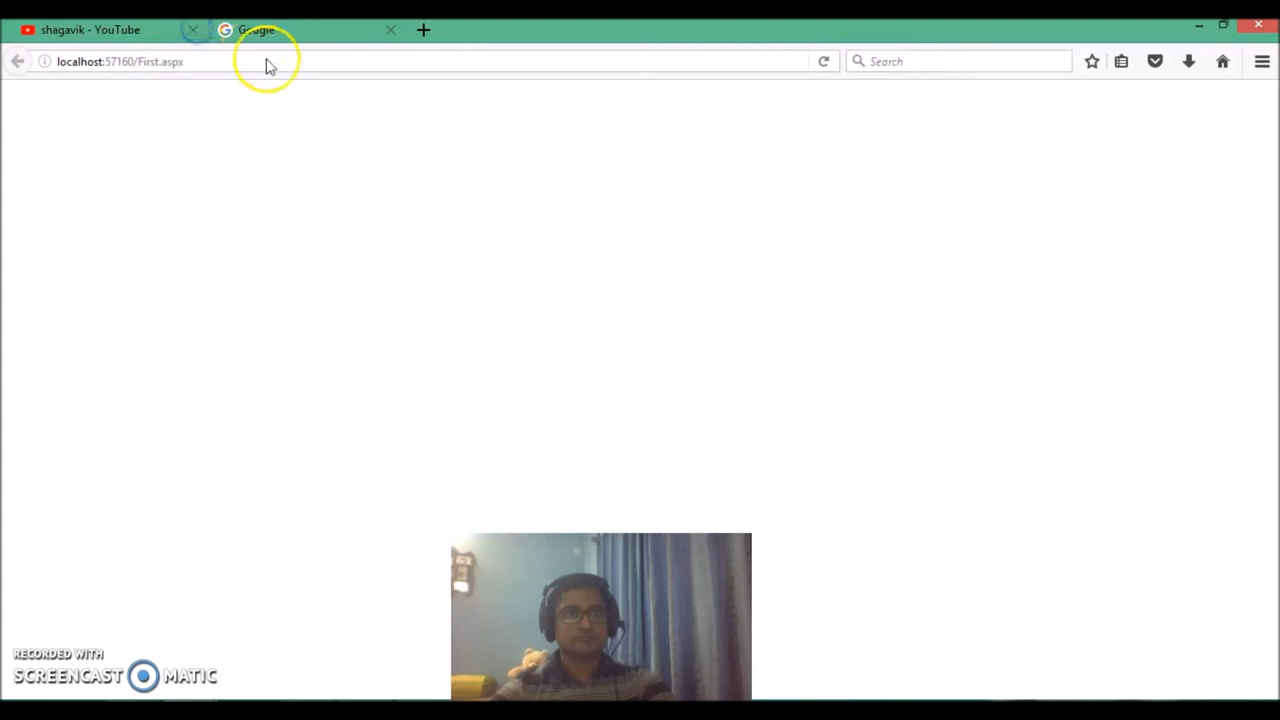 shagavik - YouTube
Google
localhost:57160/First.aspx
Search
RECORDED WITH
SCREENCAST MATIC